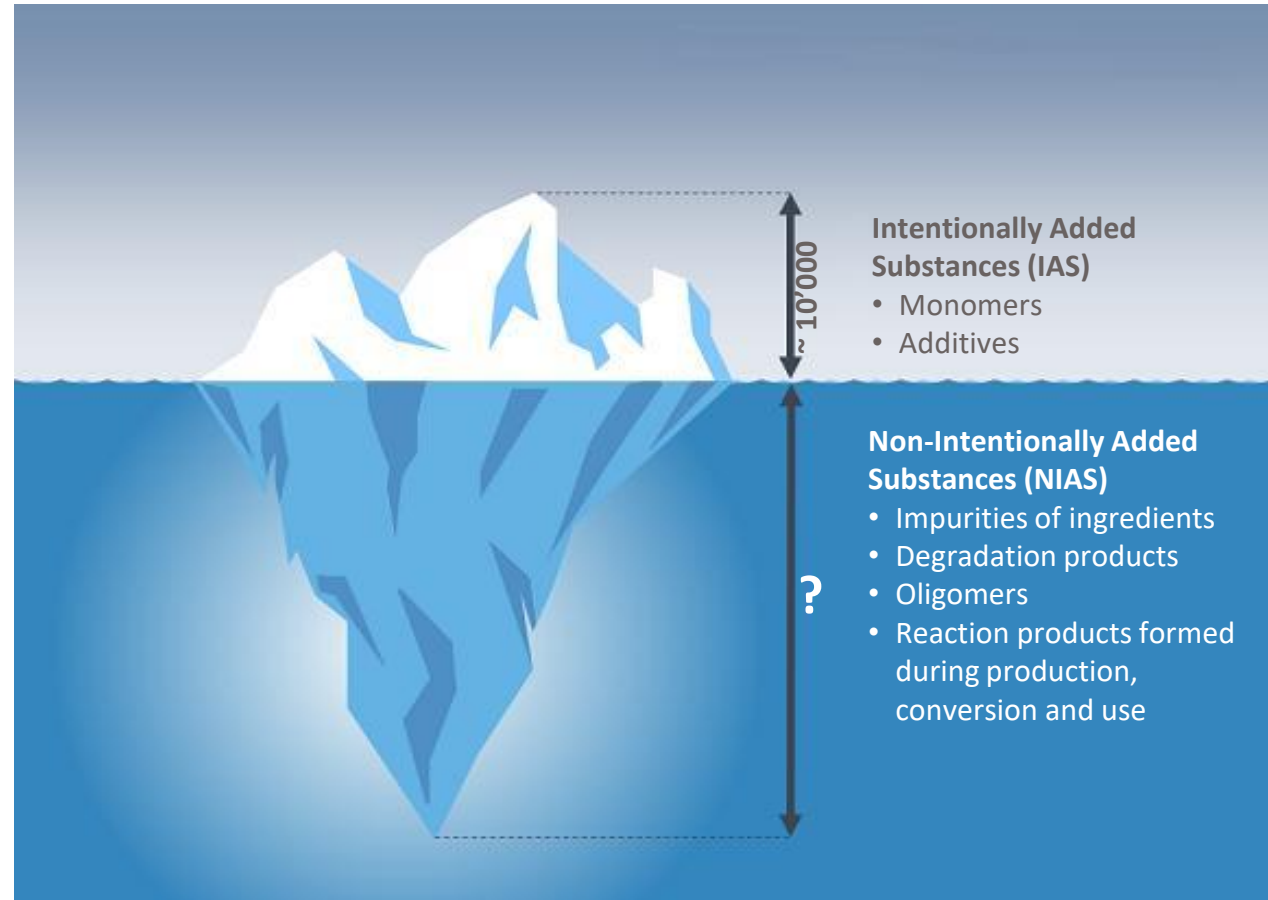 ~ 10’000
Intentionally Added
Substances (IAS)
• Monomers
• Additives
?
Non-Intentionally Added
Substances (NIAS)
• Impurities of ingredients
• Degradation products
• Oligomers
• Reaction products formed
during production,
conversion and use